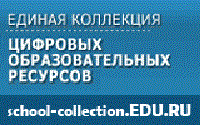 ЕДИНАЯ КОЛЛЕКЦИЯ
ЦИФРОВЫХ
ОБРАЗОВАТЕЛЬНЫХ
РЕСУРСОВ
school-collection.EDU.RU